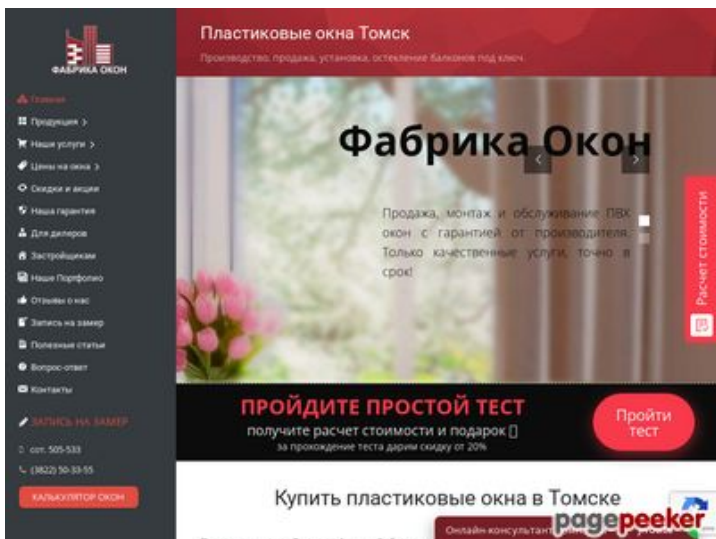 ФАБРИКА ОКОН
Главная
Продукция >
Наши услуги >
Цены на окна >
Скидки и акции
Наша гарантия
Для дилеров
Застройщикам
Наше Портфолио
Отзывы о нас
Запись на замер
Полезные статьи
Вопрос-ответ
Контакты
ЗАПИСЬ НА ЗАМЕР
сот. 505-533
(3822) 50-33-55
КАЛЬКУЛЯТОР ОКОН
Пластиковые окна Томск
Производство, продажа, установка, остекление балконов под ключ.
Фабрика Окон
Продажа, монтаж и обслуживание ПВХ
окон с гарантией от производителя.
Только качественные услуги, точно в
срок!
Расчет стоимости
ПРОЙДИТЕ ПРОСТОЙ ТЕСТ
получите расчет стоимости и подарок
за прохождение теста дарим скидку от 20%
Пройти
тест
Купить пластиковые окна в Томске
Онлайн-консультант
pagepeeker